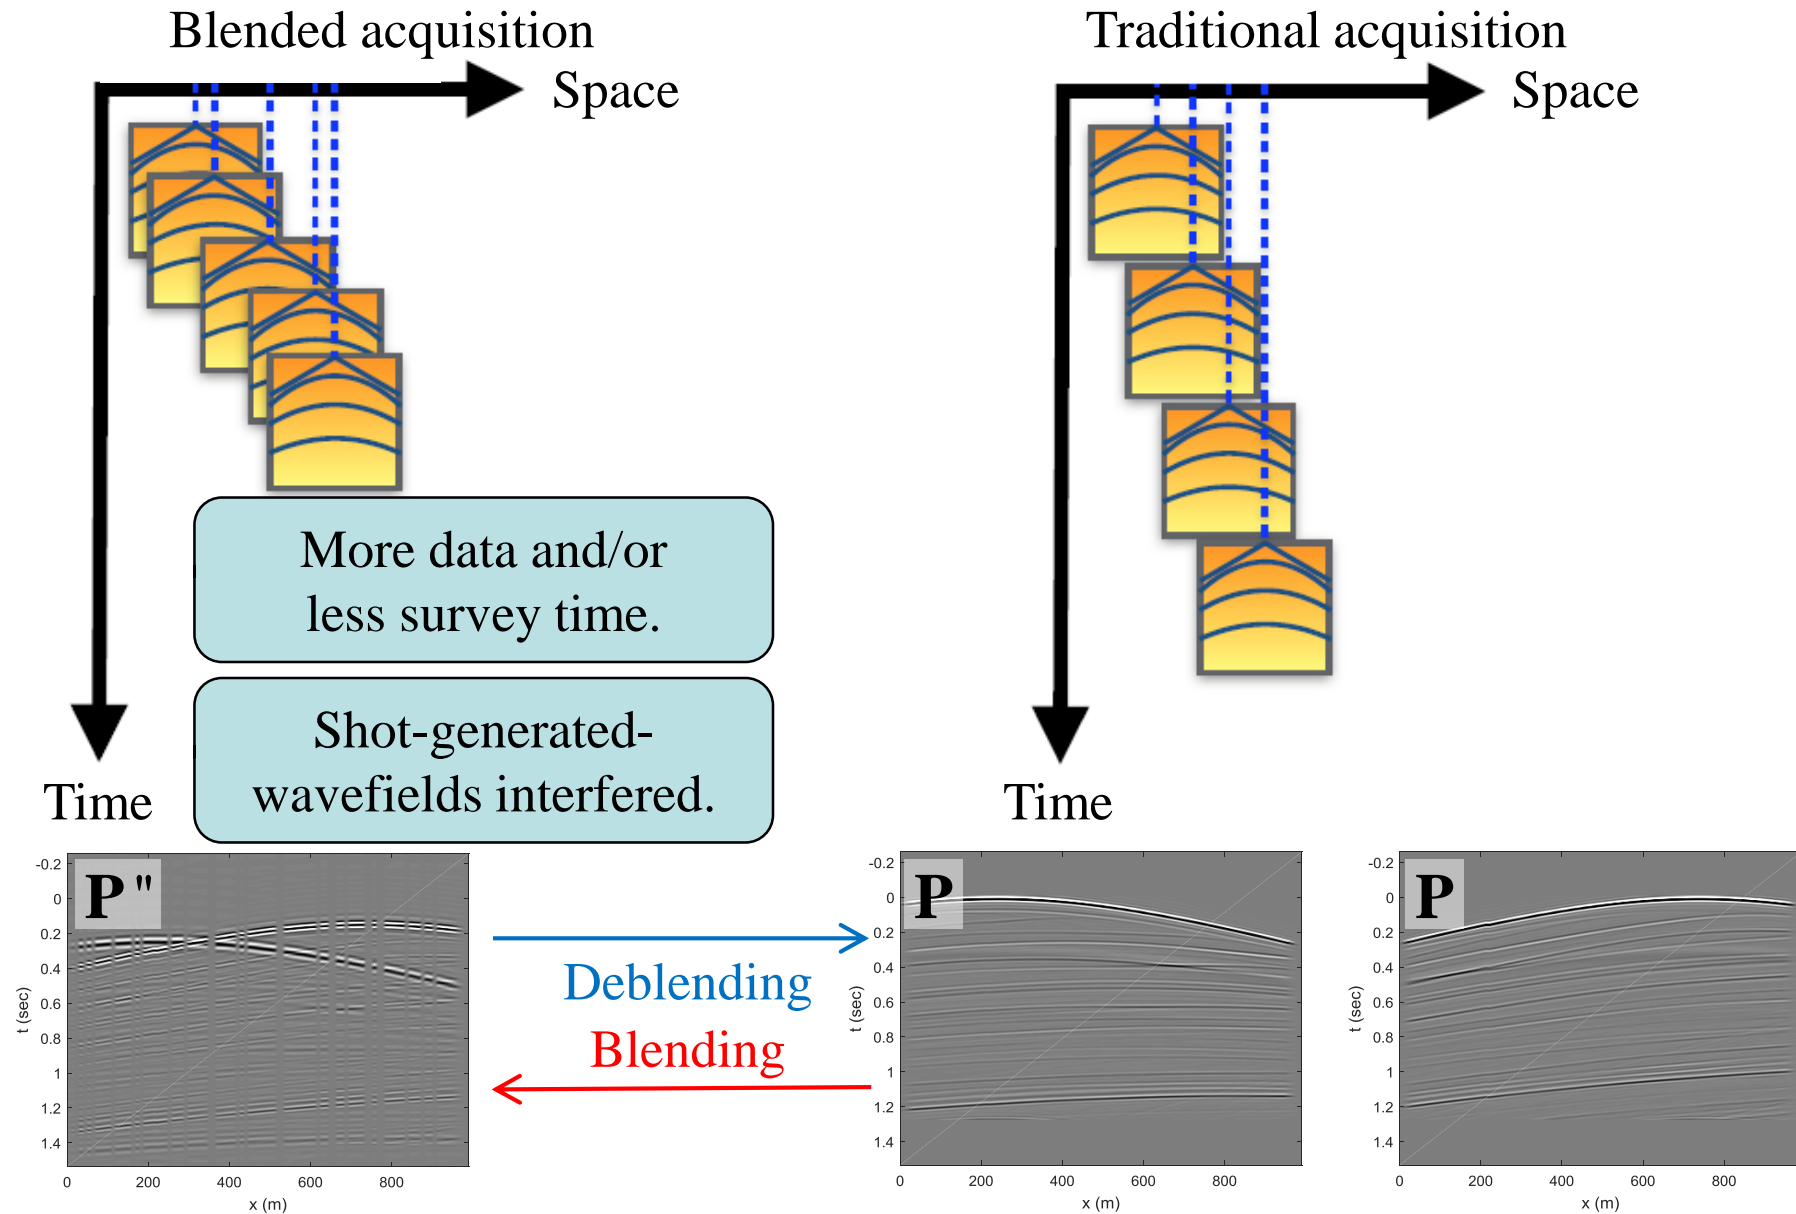 Blended acquisition
Space
Time
More data and/or
less survey time.
Shot-generated-
wavefields interfered.
Traditional acquisition
Space
Time
P"
-0.2
0
0.2
0.4
0.6
0.8
1
1.2
1.4
t (sec)
0 200 400 600 800
x (m)
Deblending
Blending
P
-0.2
0
0.2
0.4
0.6
0.8
1
1.2
1.4
t (sec)
0 200 400 600 800
x (m)
P
-0.2
0
0.2
0.4
0.6
0.8
1
1.2
1.4
t (sec)
0 200 400 600 800
x (m)